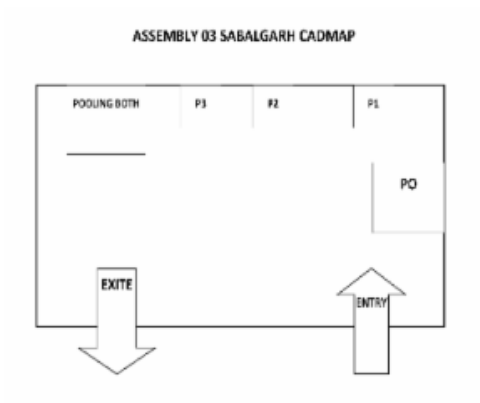 ASSEMBLY 03 SABALGARH CADMAP
POOLING BOTH P3 P2 P1
PO
EXITE
ENTRY